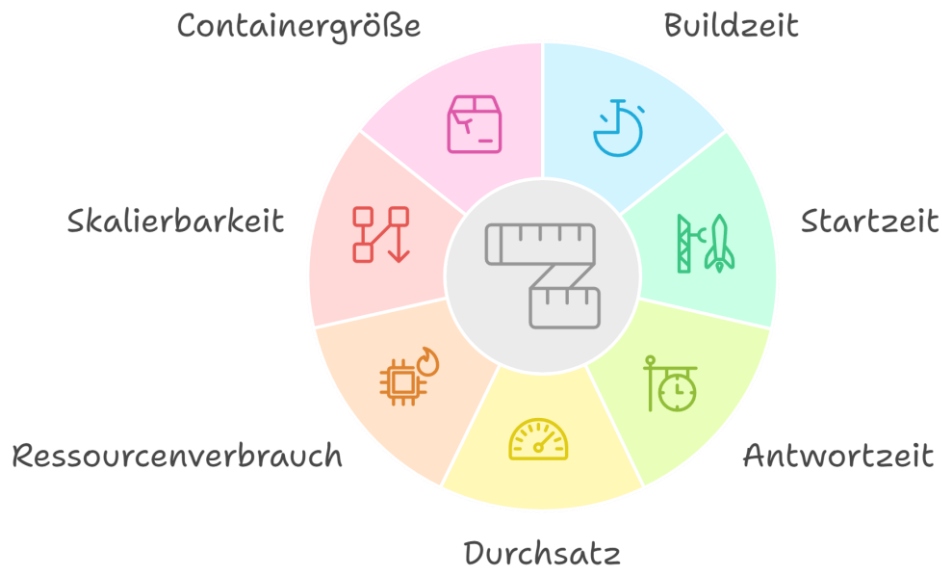 Containergröße
Buildzeit
Skalierbarkeit
Startzeit
Ressourcenverbrauch
Antwortzeit
Durchsatz